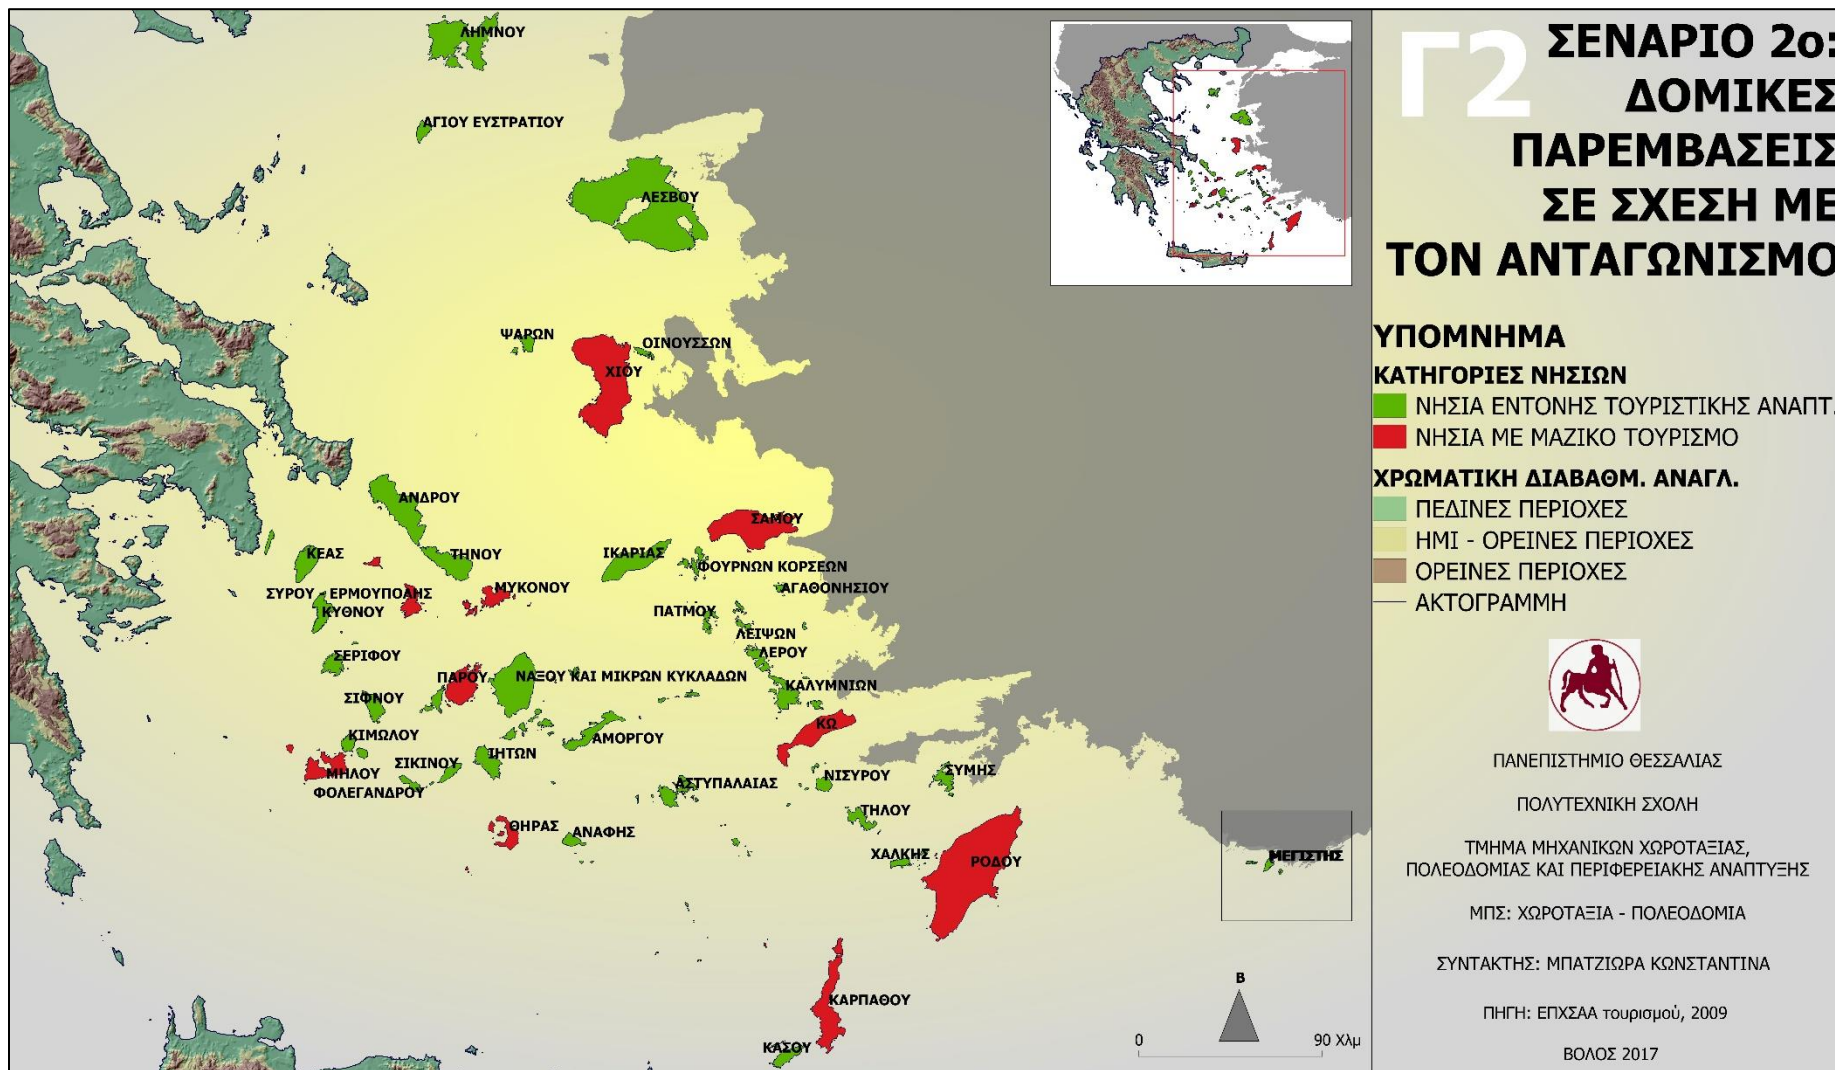 Γ2
ΣΕΝΑΡΙΟ 2ο:
ΔΟΜΙΚΕΣ
ΠΑΡΕΜΒΑΣΕΙΣ
ΣΕ ΣΧΕΣΗ ΜΕ
ΤΟΝ ΑΝΤΑΓΩΝΙΣΜΟ
ΥΠΟΜΝΗΜΑ
ΚΑΤΗΓΟΡΙΕΣ ΝΗΣΙΩΝ
ΝΗΣΙΑ ΕΝΤΟΝΗΣ ΤΟΥΡΙΣΤΙΚΗΣ ΑΝΑΠΤ.
ΝΗΣΙΑ ΜΕ ΜΑΖΙΚΟ ΤΟΥΡΙΣΜΟ
ΧΡΩΜΑΤΙΚΗ ΔΙΑΒΑΘΜ. ΑΝΑΓΛ.
ΠΕΔΙΝΕΣ ΠΕΡΙΟΧΕΣ
ΗΜΙ - ΟΡΕΙΝΕΣ ΠΕΡΙΟΧΕΣ
ΟΡΕΙΝΕΣ ΠΕΡΙΟΧΕΣ
ΑΚΤΟΓΡΑΜΜΗ
ΠΑΝΕΠΙΣΤΗΜΙΟ ΘΕΣΣΑΛΙΑΣ
ΠΟΛΥΤΕΧΝΙΚΗ ΣΧΟΛΗ
ΤΜΗΜΑ ΜΗΧΑΝΙΚΩΝ ΧΩΡΟΤΑΞΙΑΣ,
ΠΟΛΕΟΔΟΜΙΑΣ ΚΑΙ ΠΕΡΙΦΕΡΕΙΑΚΗΣ ΑΝΑΠΤΥΞΗΣ
ΜΠΣ: ΧΩΡΟΤΑΞΙΑ - ΠΟΛΕΟΔΟΜΙΑ
ΣΥΝΤΑΚΤΗΣ: ΜΠΑΤΖΙΩΡΑ ΚΩΝΣΤΑΝΤΙΝΑ
ΠΗΓΗ: ΕΠΧΣΑΑ τουρισμού, 2009
ΒΟΛΟΣ 2017
ΛΗΜΝΟΥ
ΑΓΙΟΥ ΕΥΣΤΡΑΤΙΟΥ
ΛΕΣΒΟΥ
ΨΑΡΩΝ
ΟΙΝΟΥΣΣΩΝ
ΧΙΟΥ
ΑΝΔΡΟΥ
ΣΑΜΟΥ
ΚΕΑΣ
ΤΗΝΟΥ
ΙΚΑΡΙΑΣ
ΦΟΥΡΝΩΝ ΚΟΡΣΕΩΝ
ΣΥΡΟΥ - ΕΡΜΟΥΠΟΛΗΣ
ΜΥΚΟΝΟΥ
ΑΓΑΘΟΝΗΣΙΟΥ
ΚΥΘΝΟΥ
ΠΑΤΜΟΥ
ΛΕΙΨΩΝ
ΛΕΡΟΥ
ΣΕΡΙΦΟΥ
ΠΑΡΟΥ
ΝΑΞΟΥ ΚΑΙ ΜΙΚΡΩΝ ΚΥΚΛΑΔΩΝ
ΚΑΛΥΜΝΙΩΝ
ΣΙΦΝΟΥ
ΚΩ
ΚΙΜΩΛΟΥ
ΑΜΟΡΓΟΥ
ΙΗΤΩΝ
ΣΙΚΙΝΟΥ
ΜΗΛΟΥ
ΣΥΜΗΣ
ΝΙΣΥΡΟΥ
ΑΣΤΥΠΑΛΑΙΑΣ
ΦΟΛΕΓΑΝΔΡΟΥ
ΤΗΛΟΥ
ΘΗΡΑΣ
ΑΝΑΦΗΣ
ΧΑΛΚΗΣ
ΡΟΔΟΥ
ΜΕΓΙΣΤΗΣ
ΚΑΡΠΑΘΟΥ
ΚΑΣΟΥ
Β
0 90 Χλμ